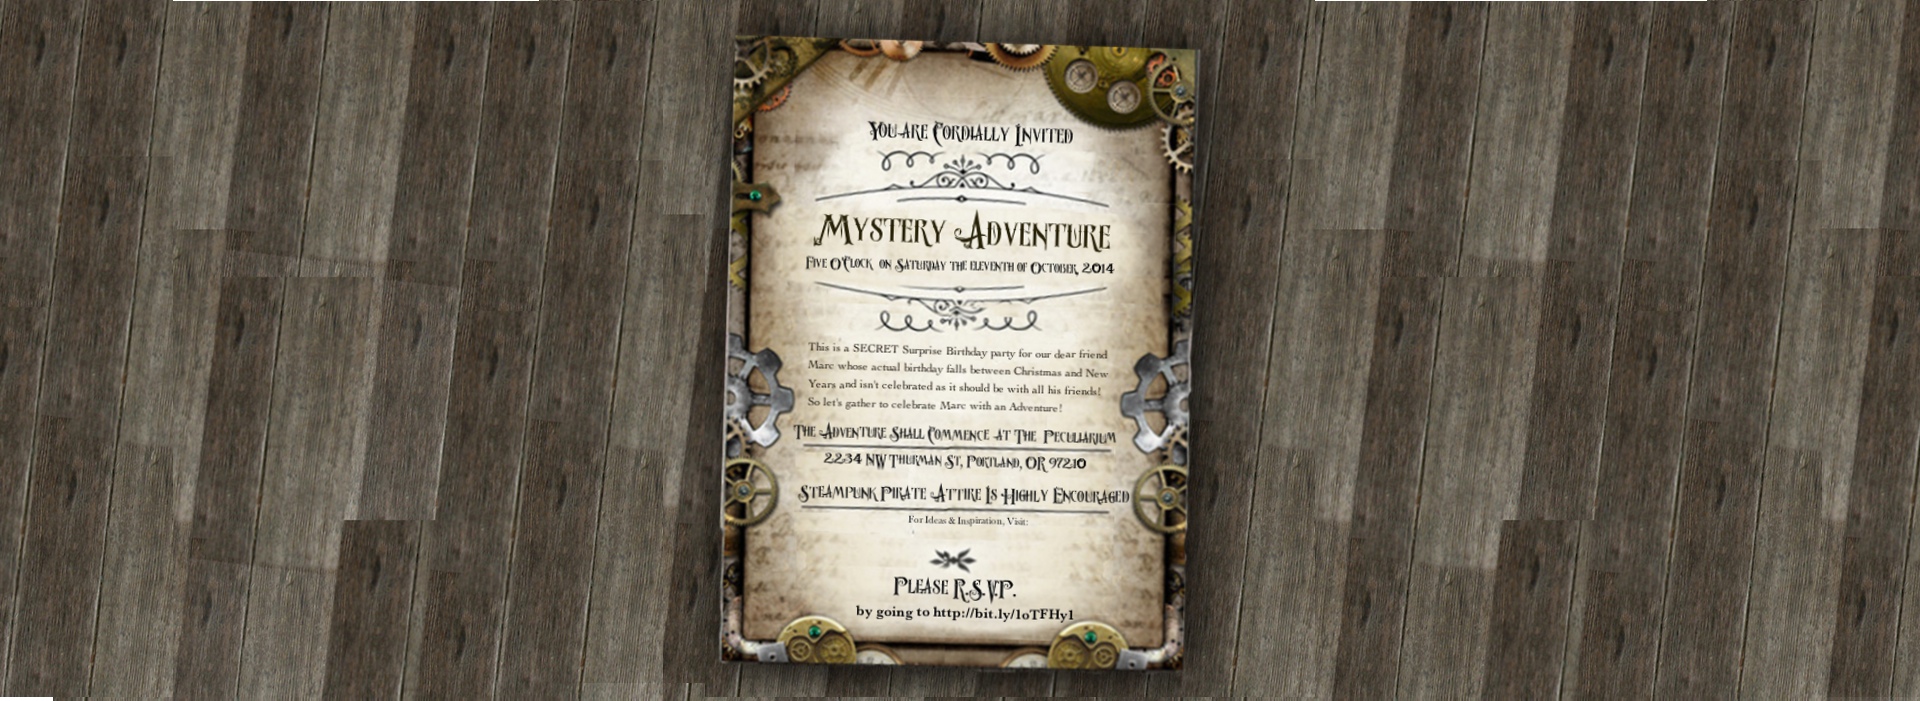 You are Cordially Invited
Mystery Adventure
Five O'Clock on Saturday the eleventh of October, 2014
This is a SECRET Surprise Birthday party for our dear friend
Marc whose actual birthday falls between Christmas and New
Years and isn't celebrated as it should be with all his friends!
So let's gather to celebrate Marc with an Adventure!
The Adventure Shall Commence at The Peculiarium
2234 NW Thurman St, Portland, OR 97210
Steampunk Pirate Attire Is Highly Encouraged
For Ideas & Inspiration, Visit:
Please R.S.V.P.
by going to http://bit.ly/1oTFHy1